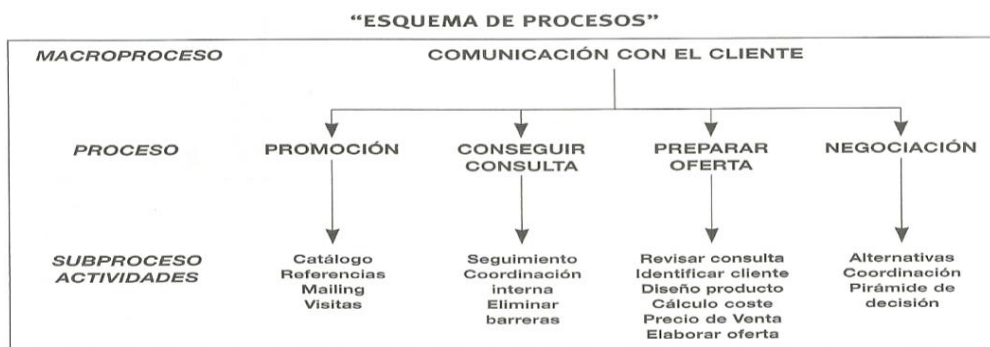 “ESQUEMA DE PROCESOS”
MACROPROCESO
COMUNICACIÓN CON EL CLIENTE
PROCESO
PROMOCIÓN
CONSEGUIR
CONSULTA
PREPARAR
OFERTA
NEGOCIACIÓN
SUBPROCESO
ACTIVIDADES
Catálogo
Referencias
Mailing
Visitas
Seguimiento
Coordinación
interna
Eliminar
barreras
Revisar consulta
Identificar cliente
Diseño producto
Cálculo coste
Precio de Venta
Elaborar oferta
Alternativas
Coordinación
Pirámide de
decisión